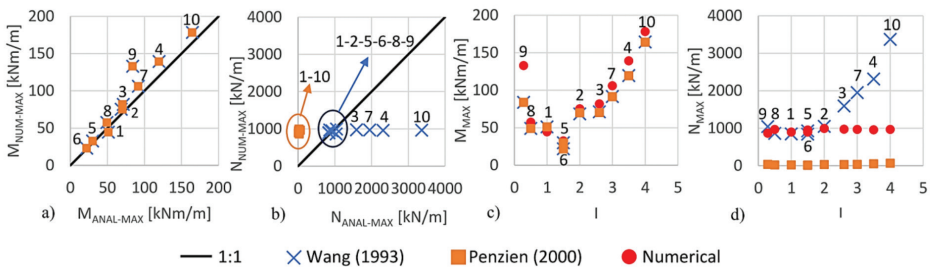 200
150
100
50
0
M_NUM-MAX [kNm/m]
10
9
4
7
3
8
2
5
1
6
0 50 100 150 200
a)
M_ANAL-MAX [kNm/m]
4000
3000
2000
1000
0
N_NUM-MAX [kN/m]
1-2-5-6-8-9
1-10
3 7 4 10
0 1000 2000 3000 4000
b)
N_ANAL-MAX [kN/m]
200
150
100
50
0
M_MAX [kNm/m]
10
9
4
7
3
2
8
1
5
6
0 1 2 3 4 5
c)
I
4000
3000
2000
1000
0
N_MAX [kN/m]
10
4
7
3
9 8 1 5 2
6
0 1 2 3 4 5
d)
I
1:1 Wang (1993) Penzien (2000) Numerical